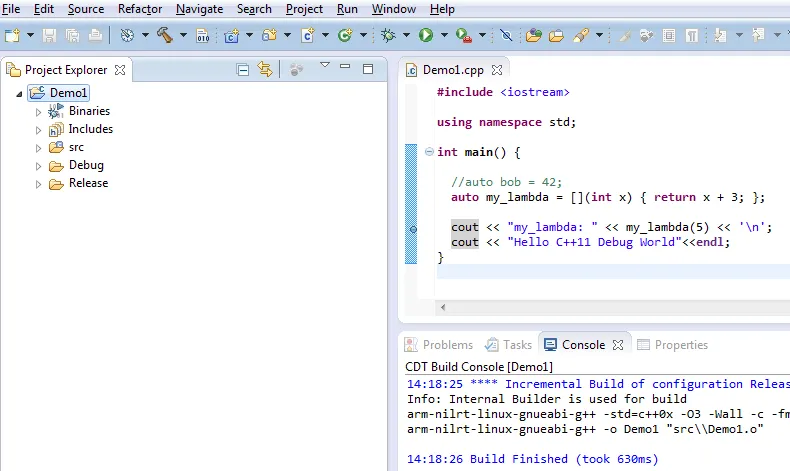 File Edit Source Refactor Navigate Search Project Run Window Help
Project Explorer
Demo1
Binaries
Includes
src
Debug
Release
Demo1.cpp
#include <iostream>
using namespace std;
int main() {
//auto bob = 42;
auto my_lambda = [](int x) { return x + 3; };
cout << "my_lambda: " << my_lambda(5) << '\n';
cout << "Hello C++11 Debug World"<<endl;
}
Problems Tasks Console Properties
CDT Build Console [Demo1]
14:18:25 **** Incremental Build of configuration Releas
Info: Internal Builder is used for build
arm-nilrt-linux-gnueabi-g++ -std=c++0x -O3 -Wall -c -fm
arm-nilrt-linux-gnueabi-g++ -o Demo1 "src\\Demo1.o"
14:18:26 Build Finished (took 630ms)